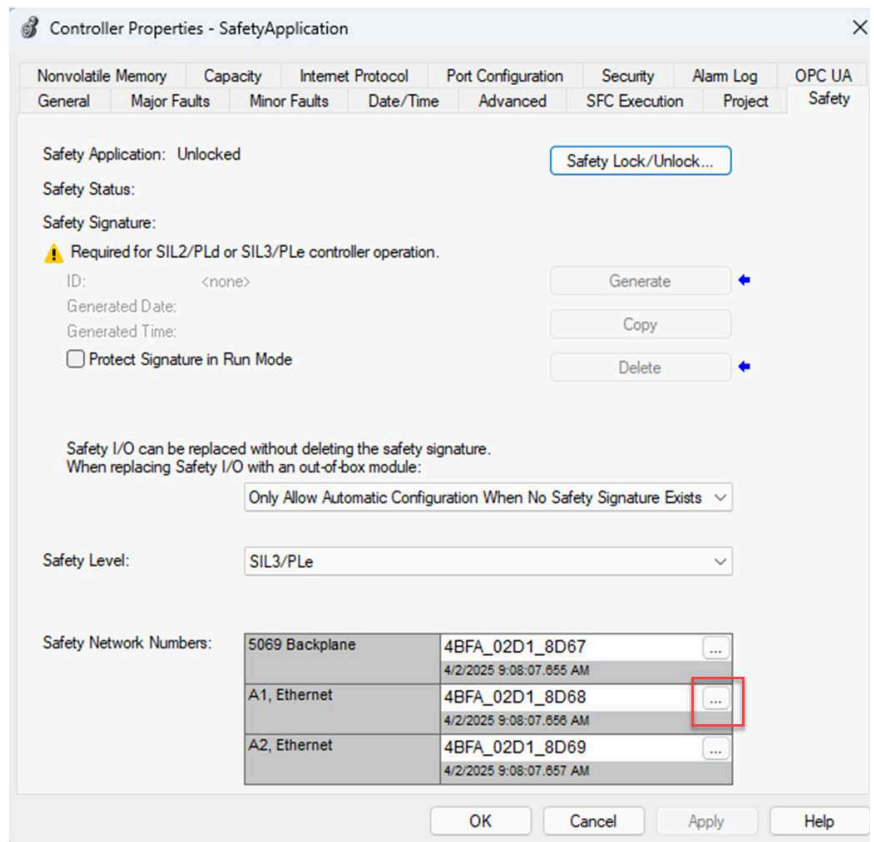 Controller Properties - SafetyApplication
Nonvolatile Memory Capacity Internet Protocol Port Configuration Security Alarm Log OPC UA
General Major Faults Minor Faults Date/Time Advanced SFC Execution Project Safety
Safety Application: Unlocked Safety Lock/Unlock...
Safety Status:
Safety Signature:
Required for SIL2/PLd or SIL3/PLe controller operation.
ID: <none> Generate
Generated Date:
Copy
Generated Time:
Protect Signature in Run Mode
Delete
Safety I/O can be replaced without deleting the safety signature.
When replacing Safety I/O with an out-of-box module:
Only Allow Automatic Configuration When No Safety Signature Exists
Safety Level: SIL3/PLe
Safety Network Numbers: 5069 Backplane 4BFA_02D1_8D67 ...
4/2/2025 9:08:07.655 AM
A1, Ethernet 4BFA_02D1_8D68 ...
4/2/2025 9:08:07.656 AM
A2, Ethernet 4BFA_02D1_8D69 ...
4/2/2025 9:08:07.657 AM
OK Cancel Apply Help